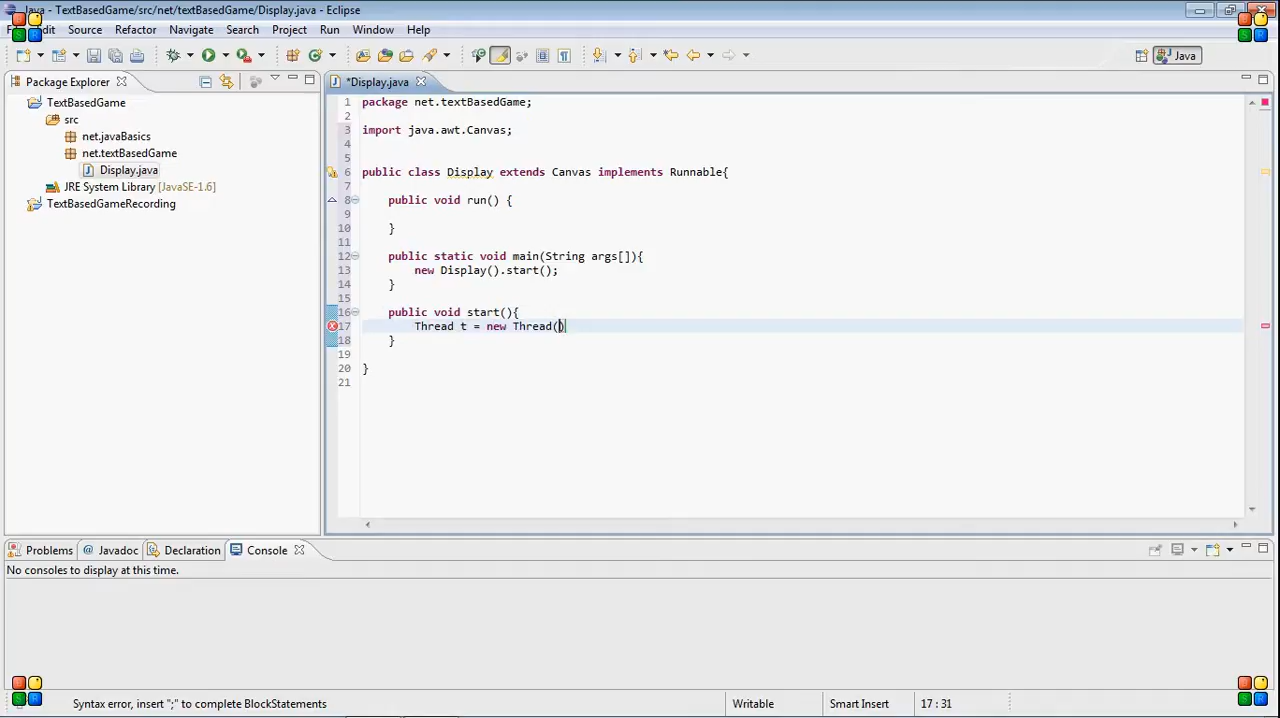 Java - TextBasedGame/src/net/textBasedGame/Display.java - Eclipse
Edit Source Refactor Navigate Search Project Run Window Help
Java
Package Explorer
*Display.java
TextBasedGame
src
net.javaBasics
net.textBasedGame
Display.java
JRE System Library [JavaSE-1.6]
TextBasedGameRecording
1 package net.textBasedGame;
2
3 import java.awt.Canvas;
4
5
6 public class Display extends Canvas implements Runnable{
7
8 public void run() {
9
10 }
11
12 public static void main(String args[]){
13 new Display().start();
14 }
15
16 public void start(){
17 Thread t = new Thread()
18 }
19
20 }
21
Problems @ Javadoc Declaration Console
No consoles to display at this time.
Syntax error, insert ";" to complete BlockStatements
Writable
Smart Insert
17 : 31